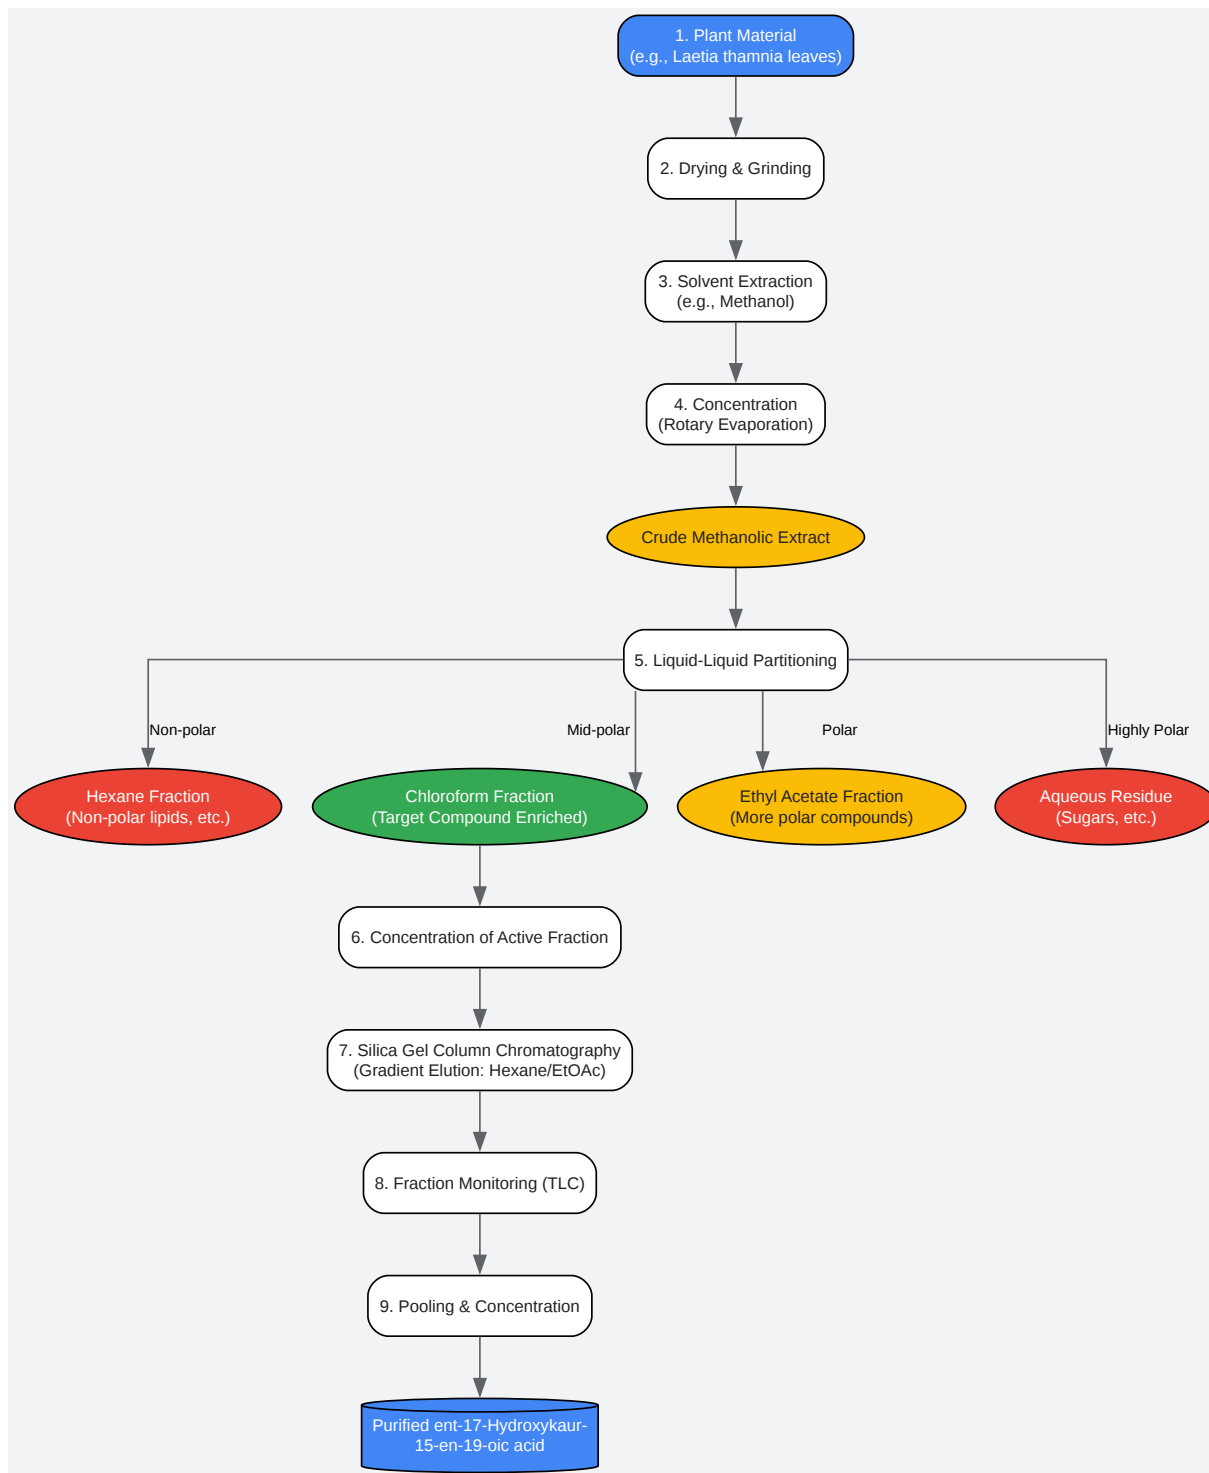 1. Plant Material
(e.g., Laetia thamnia leaves)
2. Drying & Grinding
3. Solvent Extraction
(e.g., Methanol)
4. Concentration
(Rotary Evaporation)
Crude Methanolic Extract
5. Liquid-Liquid Partitioning
Non-polar
Mid-polar
Polar
Highly Polar
Hexane Fraction
(Non-polar lipids, etc.)
Chloroform Fraction
(Target Compound Enriched)
Ethyl Acetate Fraction
(More polar compounds)
Aqueous Residue
(Sugars, etc.)
6. Concentration of Active Fraction
7. Silica Gel Column Chromatography
(Gradient Elution: Hexane/EtOAc)
8. Fraction Monitoring (TLC)
9. Pooling & Concentration
Purified ent-17-Hydroxykaur-
15-en-19-oic acid